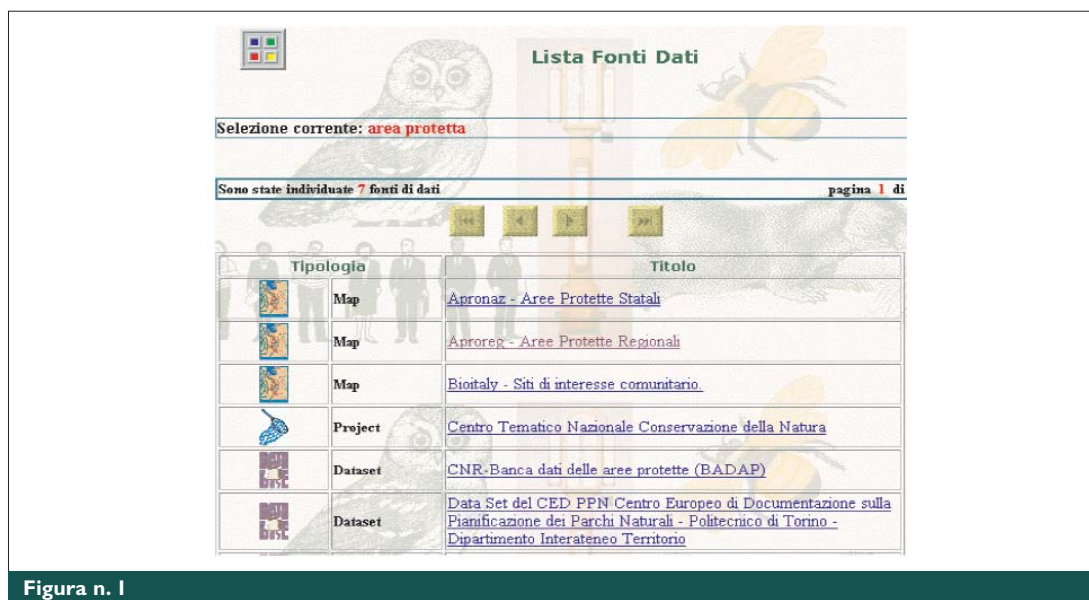 Lista Fonti Dati
Selezione corrente: area protetta
Sono state individuate 7 fonti di dati pagina 1 di
Tipologia Titolo
Map Apronaz - Aree Protette Statali
Map Aproreg - Aree Protette Regionali
Map Bioitaly - Siti di interesse comunitario.
Project Centro Tematico Nazionale Conservazione della Natura
Dataset CNR-Banca dati delle aree protette (BADAP)
Data Set del CED PPN Centro Europeo di Documentazione sulla
Dataset Pianificazione dei Parchi Naturali - Politecnico di Torino -
Dipartimento Interateneo Territorio
Figura n. 1